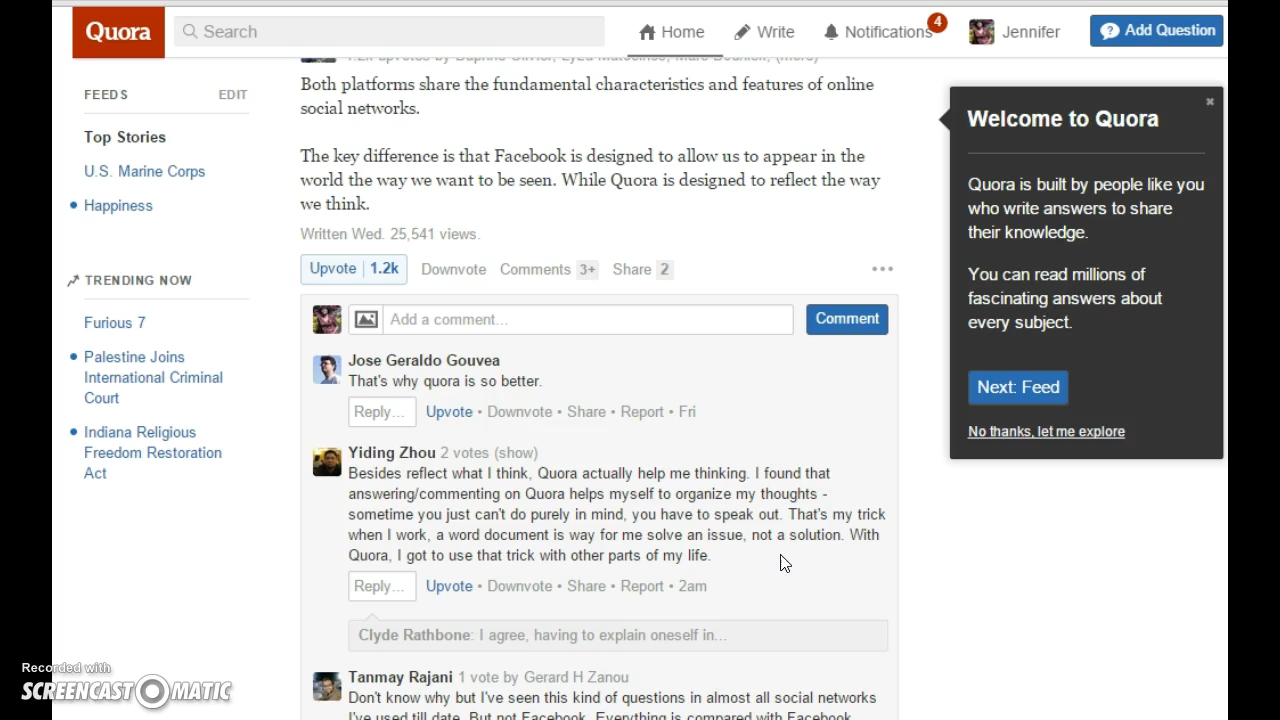 Quora
Search
Home
Write
Notifications
4
Jennifer
Add Question
FEEDS
EDIT
Top Stories
U.S. Marine Corps
Happiness
TRENDING NOW
Furious 7
Palestine Joins
International Criminal
Court
Indiana Religious
Freedom Restoration
Act
Both platforms share the fundamental characteristics and features of online
social networks.
The key difference is that Facebook is designed to allow us to appear in the
world the way we want to be seen. While Quora is designed to reflect the way
we think.
Written Wed. 25,541 views.
Upvote 1.2k Downvote Comments 3+ Share 2
Add a comment...
Comment
Jose Geraldo Gouvea
That's why quora is so better.
Reply... Upvote • Downvote • Share • Report • Fri
Yiding Zhou 2 votes (show)
Besides reflect what I think, Quora actually help me thinking. I found that
answering/commenting on Quora helps myself to organize my thoughts -
sometime you just can't do purely in mind, you have to speak out. That's my trick
when I work, a word document is way for me solve an issue, not a solution. With
Quora, I got to use that trick with other parts of my life.
Reply... Upvote • Downvote • Share • Report • 2am
Clyde Rathbone: I agree, having to explain oneself in...
Tanmay Rajani 1 vote by Gerard H Zanou
Don't know why but I've seen this kind of questions in almost all social networks
I've used till date. But not Facebook. Everything is compared with Facebook
Welcome to Quora
Quora is built by people like you
who write answers to share
their knowledge.
You can read millions of
fascinating answers about
every subject.
Next: Feed
No thanks, let me explore
Recorded with
SCREENCAST-O-MATIC